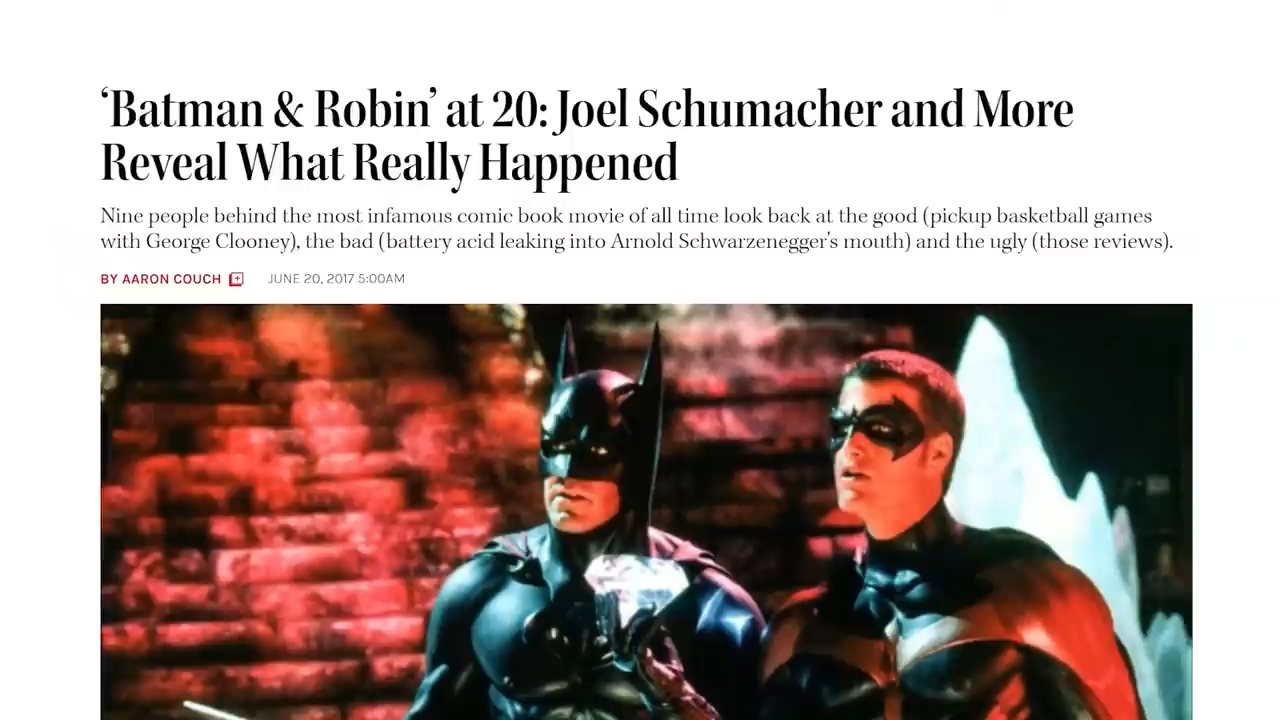 ‘Batman & Robin’ at 20: Joel Schumacher and More
Reveal What Really Happened
Nine people behind the most infamous comic book movie of all time look back at the good (pickup basketball games
with George Clooney), the bad (battery acid leaking into Arnold Schwarzenegger's mouth) and the ugly (those reviews).
BY AARON COUCH JUNE 20, 2017 5:00AM